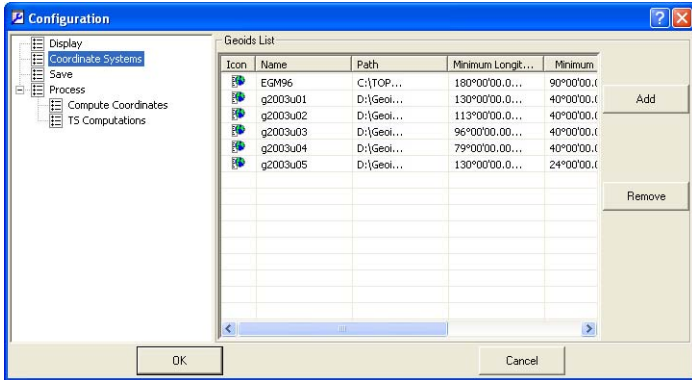 Configuration
Display
Coordinate Systems
Save
Process
Compute Coordinates
TS Computations
Geoids List
Icon Name Path Minimum Longit... Minimum
EGM96 C:\TOP... 180°00'00.0... 90°00'00.
g2003u01 D:\Geoi... 130°00'00.0... 40°00'00.(
g2003u02 D:\Geoi... 113°00'00.0... 40°00'00.(
g2003u03 D:\Geoi... 96°00'00.00... 40°00'00.(
g2003u04 D:\Geoi... 79°00'00.00... 40°00'00.(
g2003u05 D:\Geoi... 130°00'00.0... 24°00'00.(
Add
Remove
OK
Cancel